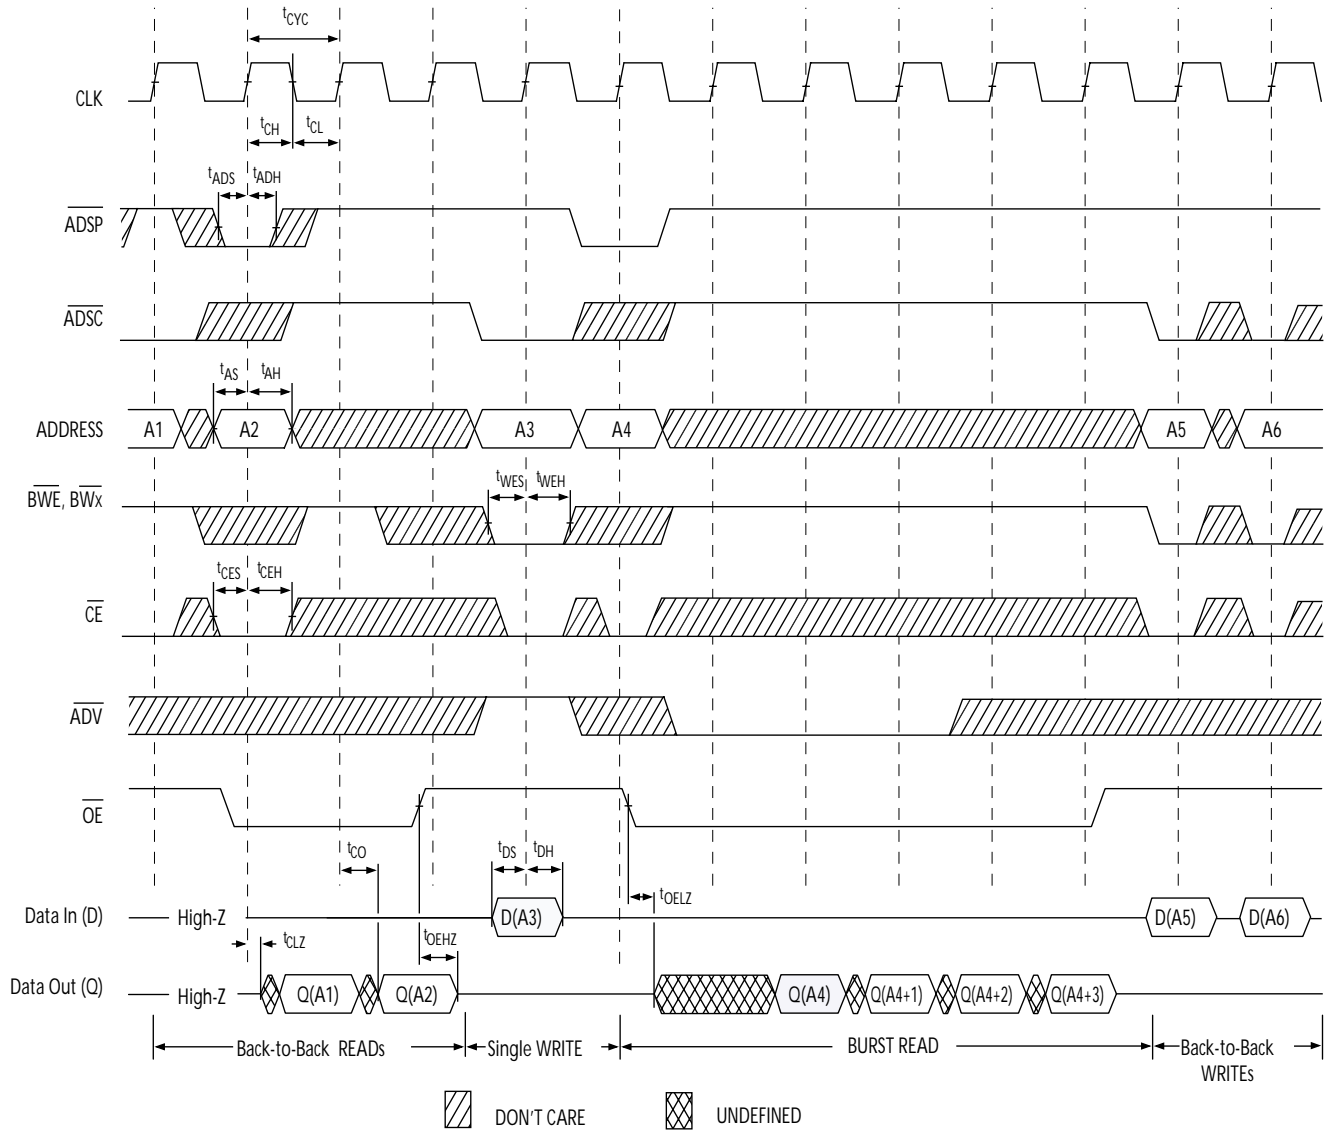 tCYC
CLK
tCH
tCL
tADS
tADH
ADSP
ADSC
tAS
tAH
ADDRESS
A1
A2
A3
A4
A5
A6
tWES
tWEH
BWE, BWx
tCES
tCEH
CE
ADV
OE
tCO
tDS
tDH
tOELZ
Data In (D)
High-Z
D(A3)
D(A5)
D(A6)
tCLZ
tOEHZ
Data Out (Q)
High-Z
Q(A1)
Q(A2)
Q(A4)
Q(A4+1)
Q(A4+2)
Q(A4+3)
Back-to-Back READs
Single WRITE
BURST READ
Back-to-Back
WRITEs
DON'T CARE
UNDEFINED